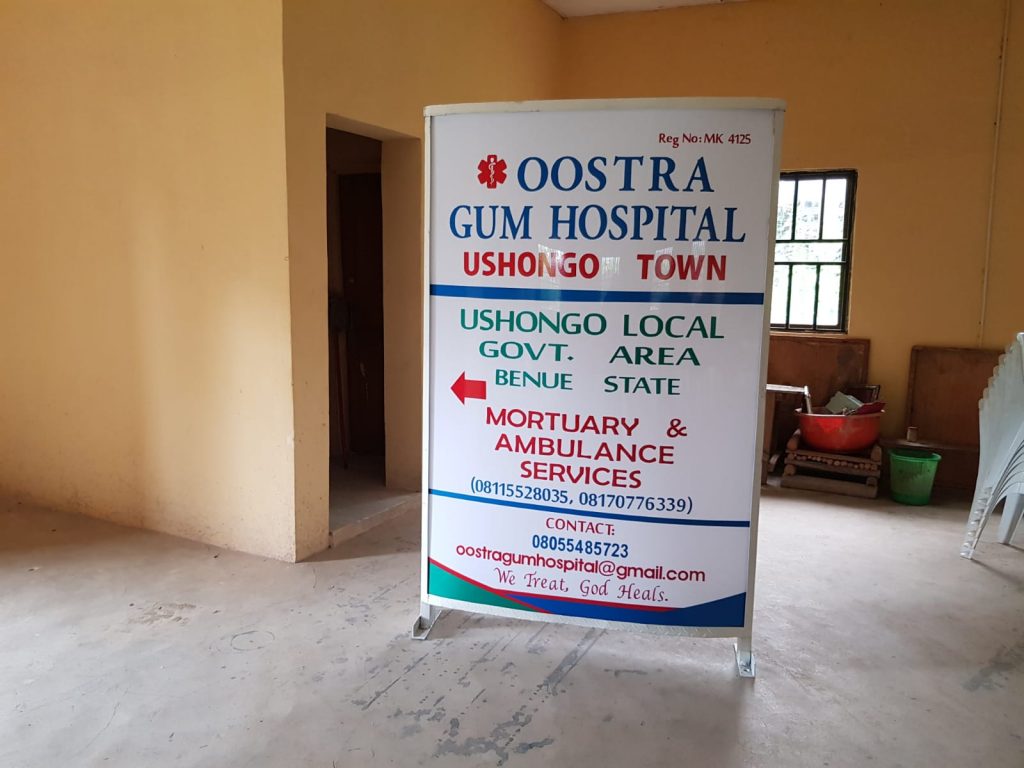 Reg No: MK 4125
OOSTRA
GUM HOSPITAL
USHONGO TOWN
USHONGO LOCAL
GOVT. AREA
BENUE STATE
MORTUARY &
AMBULANCE
SERVICES
(08115528035, 08170776339)
CONTACT:
08055485723
oostragumhospital@gmail.com
We Treat, God Heals.